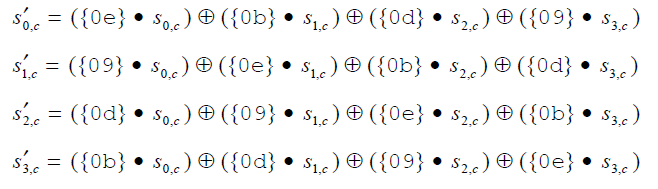 s′0,c = ({0e} • s0,c) ⊕ ({0b} • s1,c) ⊕ ({0d} • s2,c) ⊕ ({09} • s3,c)
s′1,c = ({09} • s0,c) ⊕ ({0e} • s1,c) ⊕ ({0b} • s2,c) ⊕ ({0d} • s3,c)
s′2,c = ({0d} • s0,c) ⊕ ({09} • s1,c) ⊕ ({0e} • s2,c) ⊕ ({0b} • s3,c)
s′3,c = ({0b} • s0,c) ⊕ ({0d} • s1,c) ⊕ ({09} • s2,c) ⊕ ({0e} • s3,c)